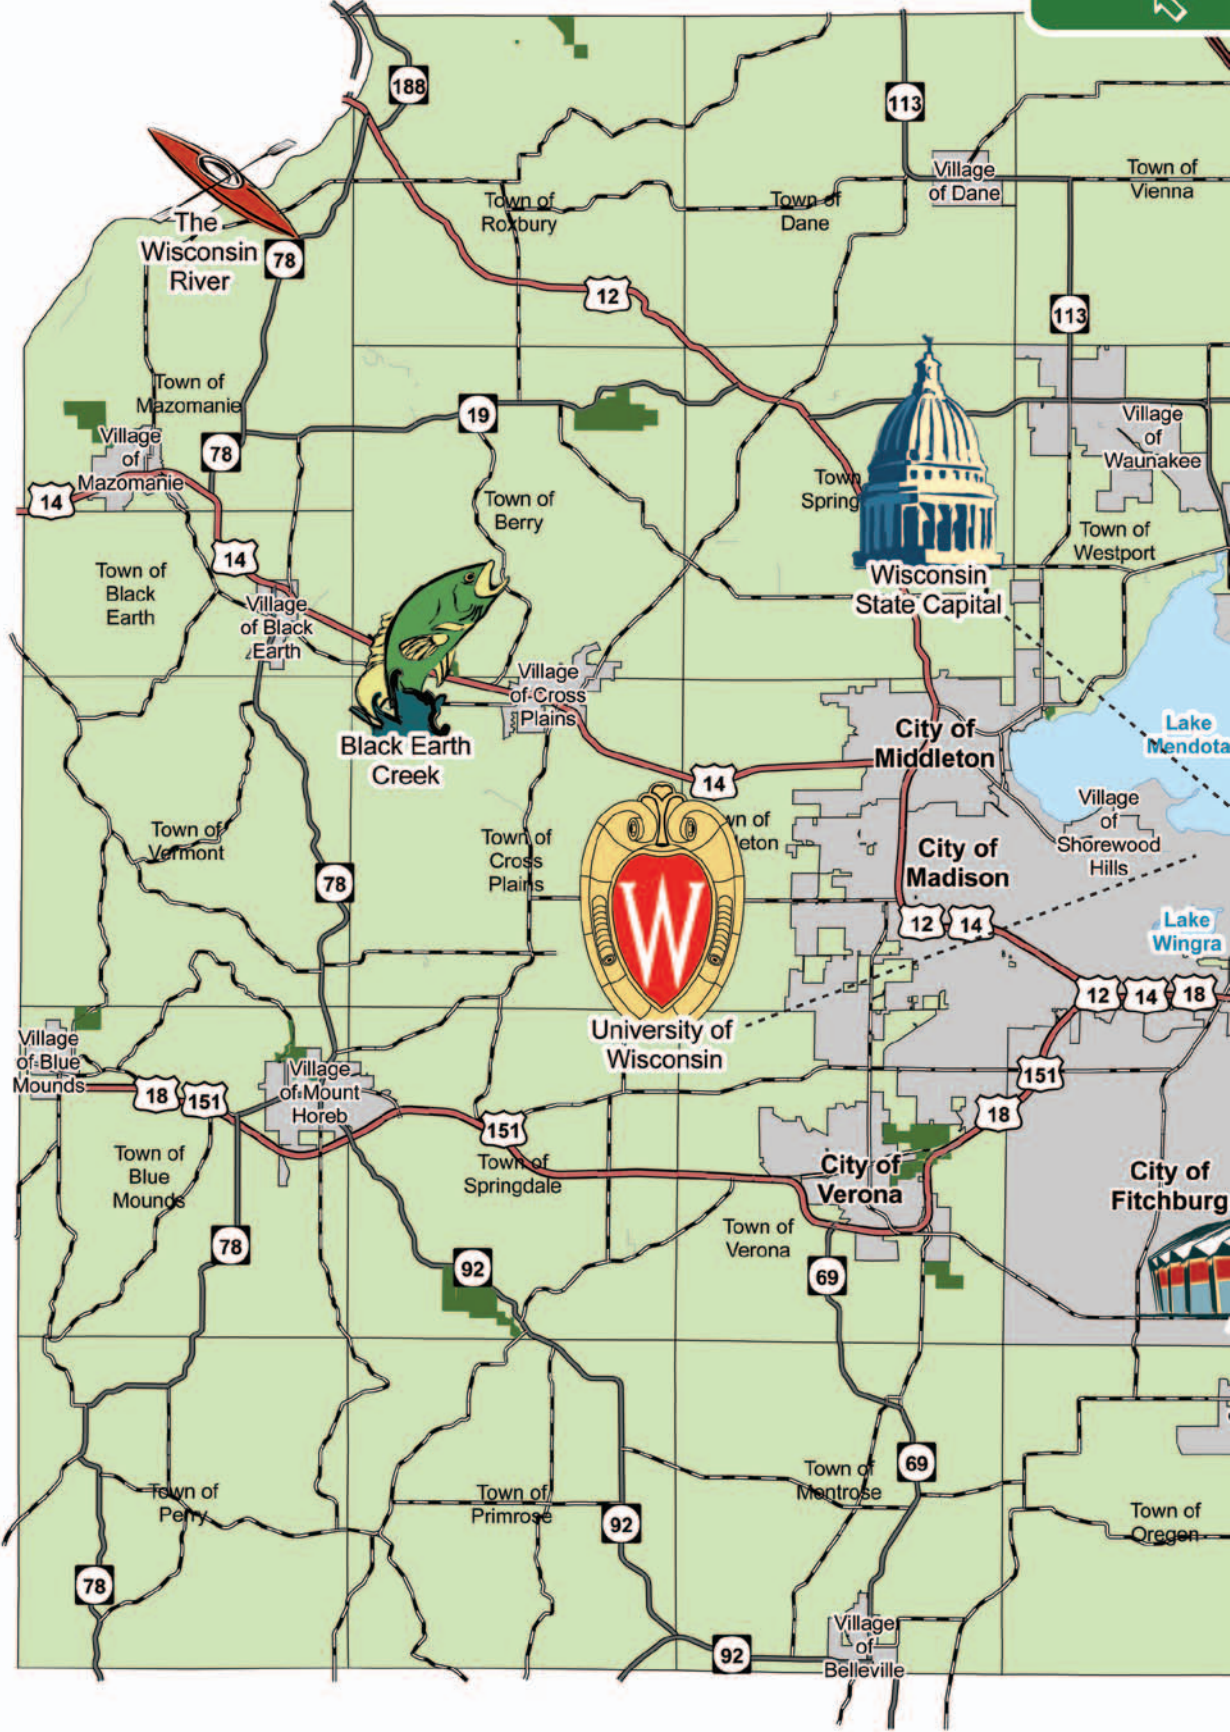 188
113
Village
of Dane
Town of
Vienna
Town of
Roxbury
Town of
Dane
The
Wisconsin
River
78
12
113
Town of
Mazomanie
19
Village
of
Waunakee
Village
of
Mazomanie
78
14
Town
Spring
Town of
Berry
Town of
Westport
14
Town of
Black
Earth
Wisconsin
State Capital
Village
of Black
Earth
Village
of Cross
Plains
City of
Middleton
Lake
Mendota
Black Earth
Creek
14
Village
of
Shorewood
Hills
Town of
Vermont
Town of
Cross
Plains
wn of
leton
City of
Madison
78
W
12
14
Lake
Wingra
12
14
18
University of
Wisconsin
Village
of Blue
Mounds
18
151
Village
of Mount
Horeb
151
18
151
Town of
Blue
Mounds
Town of
Springdale
City of
Verona
City of
Fitchburg
78
Town of
Verona
92
69
69
Town of
Montrose
Town of
Perry
Town of
Primrose
92
Town of
Oregon
78
Village
of
Belleville
92